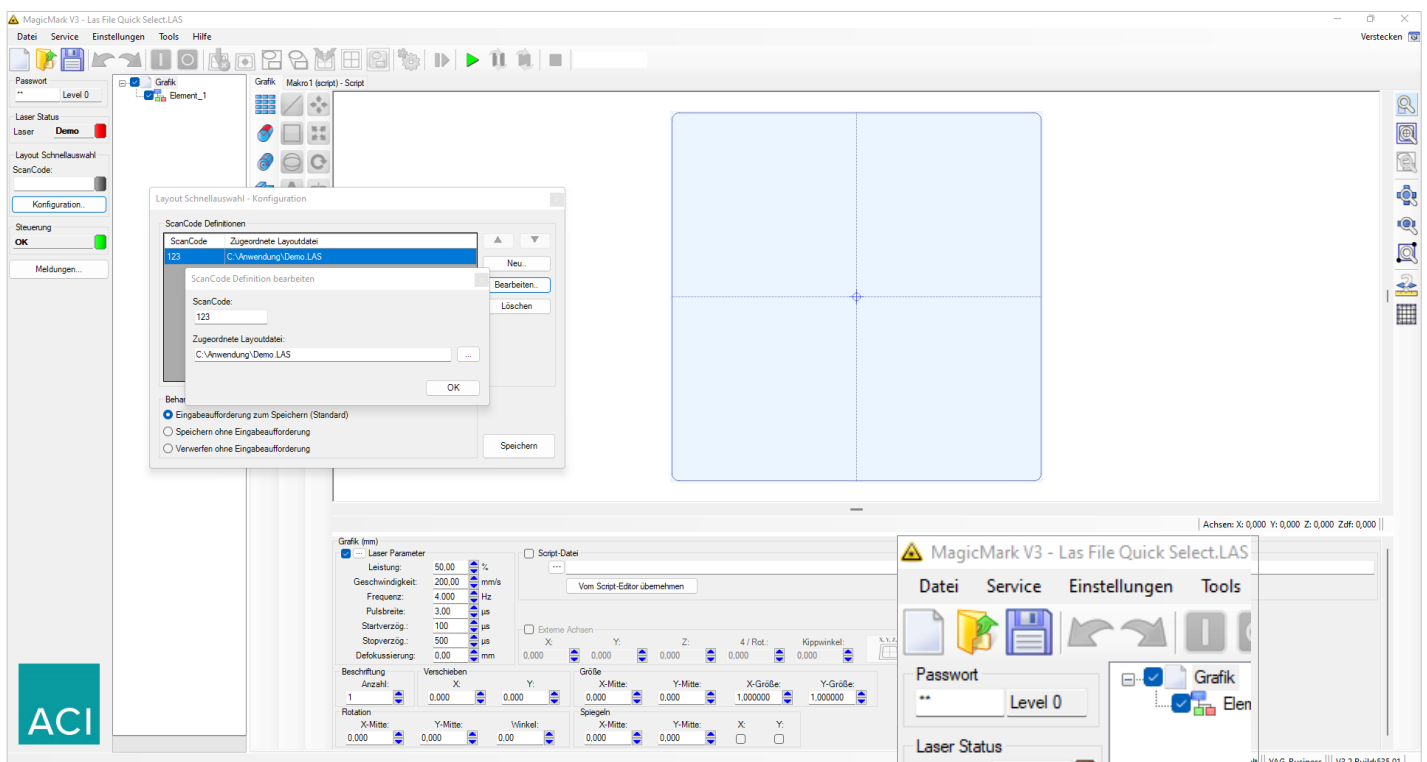 MagicMark V3 - Las File Quick Select.LAS
Datei Service Einstellungen Tools Hilfe
Verstecken
Passwort
** Level 0
Laser Status
Laser Demo
Layout Schnellauswahl
ScanCode:
Konfiguration..
Steuerung
OK
Meldungen...
Grafik
Element_1
Grafik Makro1 (script) - Script
Layout Schnellauswahl - Konfiguration
ScanCode Definitionen
ScanCode Zugeordnete Layoutdatei
123 C:\Anwendung\Demo.LAS
Neu..
Bearbeiten..
Löschen
ScanCode Definition bearbeiten
ScanCode:
123
Zugeordnete Layoutdatei:
C:\Anwendung\Demo.LAS
...
OK
Behar
Eingabeaufforderung zum Speichern (Standard)
Speichern ohne Eingabeaufforderung
Verwerfen ohne Eingabeaufforderung
Speichern
Achsen: X: 0,000 Y: 0,000 Z: 0,000 Zdf: 0,000
Grafik (mm)
... Laser Parameter
Leistung: 50,00 %
Geschwindigkeit: 200,00 mm/s
Frequenz: 4.000 Hz
Pulsbreite: 3,00 µs
Startverzög.: 100 µs
Stopverzög.: 500 µs
Defokussierung: 0,00 mm
Script-Datei
...
Vom Script-Editor übernehmen
Externe Achsen
X: Y: Z: 4 / Rot.: Kippwinkel:
0,000 0,000 0,000 0,000 0,000
Beschriftung
Anzahl:
1
Verschieben
X: Y:
0,000 0,000
Größe
X-Mitte: Y-Mitte: X-Größe: Y-Größe:
0,000 0,000 1,000000 1,000000
Rotation
X-Mitte: Y-Mitte: Winkel:
0,000 0,000 0,00
Spiegeln
X-Mitte: Y-Mitte: X: Y:
0,000 0,000
ACI
MagicMark V3 - Las File Quick Select.LAS
Datei Service Einstellungen Tools
Passwort
** Level 0
Grafik
Elem
Laser Status
YAG_Business V3.2 Build:535.01